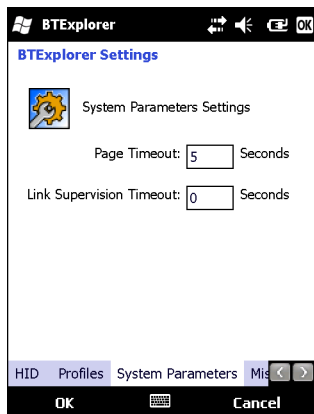 BTExplorer OK
BTExplorer Settings
System Parameters Settings
Page Timeout: 5 Seconds
Link Supervision Timeout: 0 Seconds
HID Profiles System Parameters Mis
OK Cancel